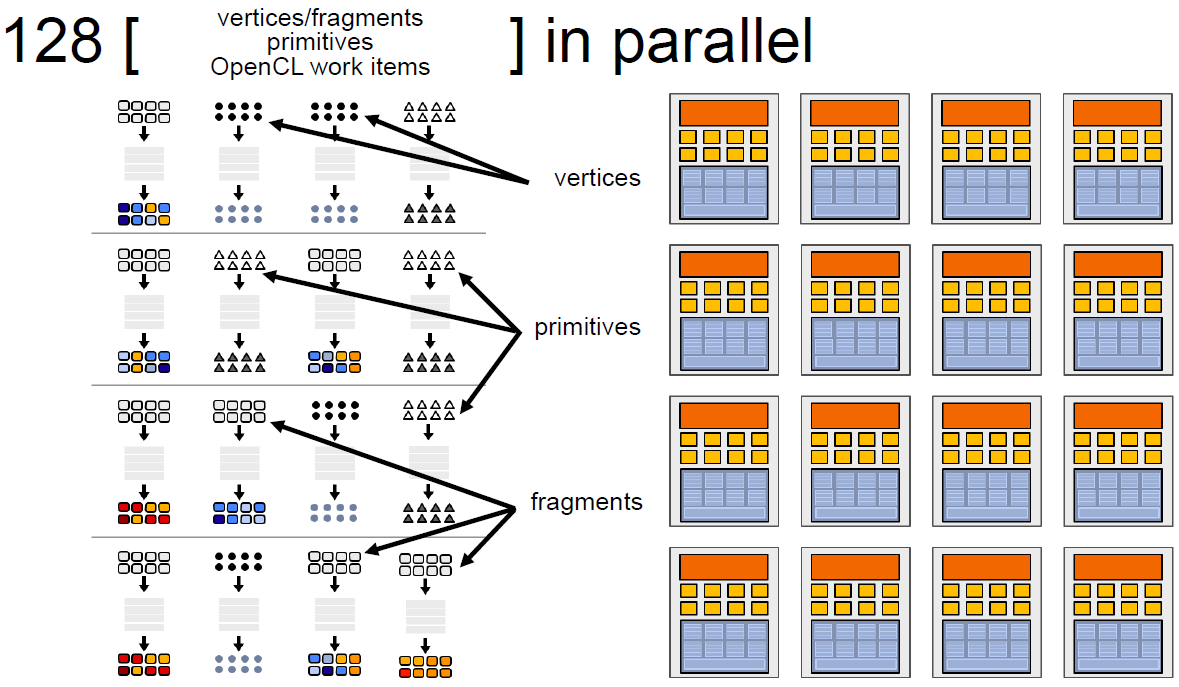 128 [
vertices/fragments
primitives
OpenCL work items
] in parallel
vertices
primitives
fragments